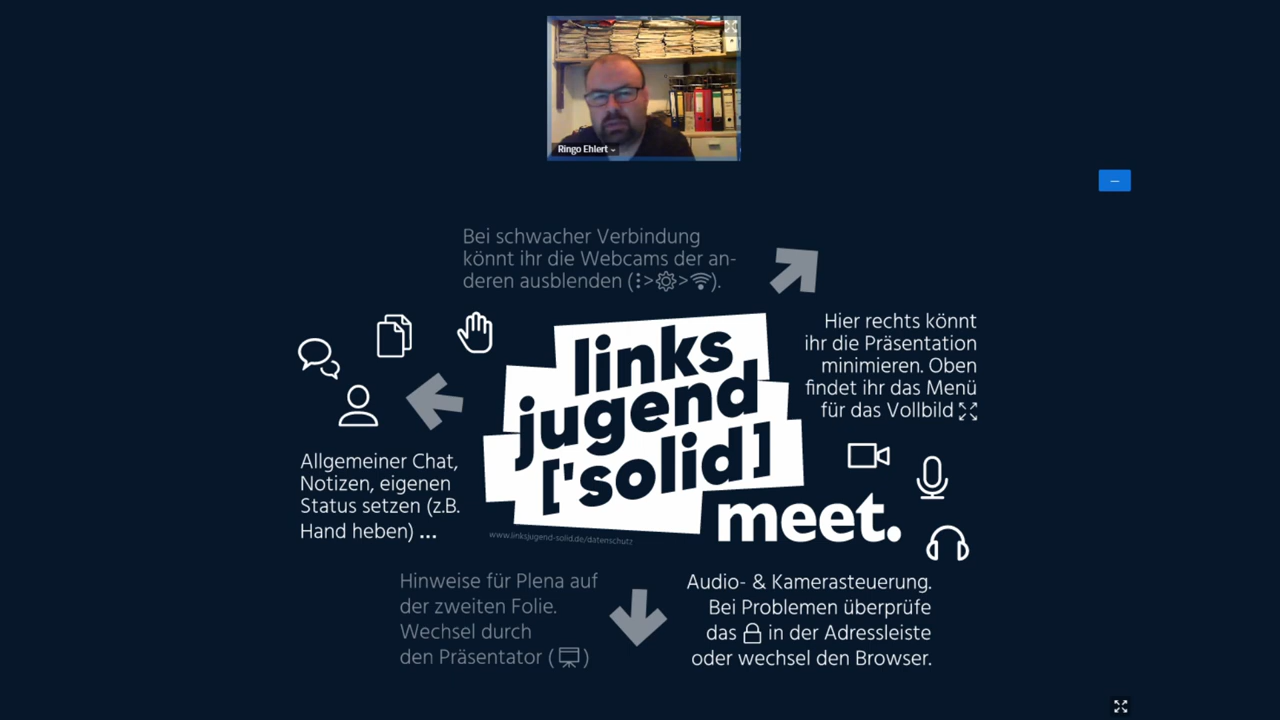 Ringo Ehlert
Bei schwacher Verbindung
könnt ihr die Webcams der an-
deren ausblenden (⋮>⚙>).
Hier rechts könnt
ihr die Präsentation
minimieren. Oben
findet ihr das Menü
für das Vollbild
links
jugend
['solid]
meet.
www.linksjugend-solid.de/datenschutz
Allgemeiner Chat,
Notizen, eigenen
Status setzen (z.B.
Hand heben) ...
Hinweise für Plena auf
der zweiten Folie.
Wechsel durch
den Präsentator ( )
Audio- & Kamerasteuerung.
Bei Problemen überprüfe
das in der Adressleiste
oder wechsel den Browser.